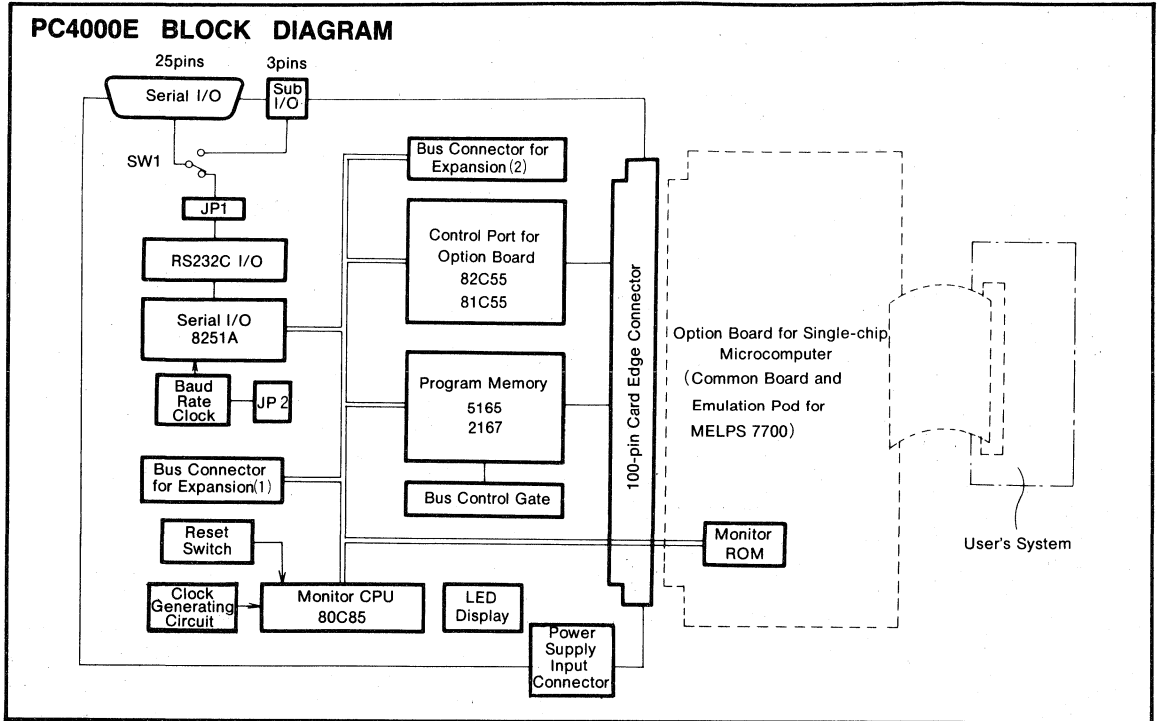 PC4000E BLOCK DIAGRAM
25pins
3pins
Serial I/O
Sub
I/O
SW1
JP1
RS232C I/O
Serial I/O
8251A
Baud
Rate
Clock
JP 2
Bus Connector
for Expansion(1)
Reset
Switch
Clock
Generating
Circuit
Monitor CPU
80C85
Bus Connector for
Expansion(2)
Control Port for
Option Board
82C55
81C55
Program Memory
5165
2167
Bus Control Gate
LED
Display
Power
Supply
Input
Connector
100-pin Card Edge Connector
Option Board for Single-chip
Microcomputer
(Common Board and
Emulation Pod for
MELPS 7700)
Monitor
ROM
User's System